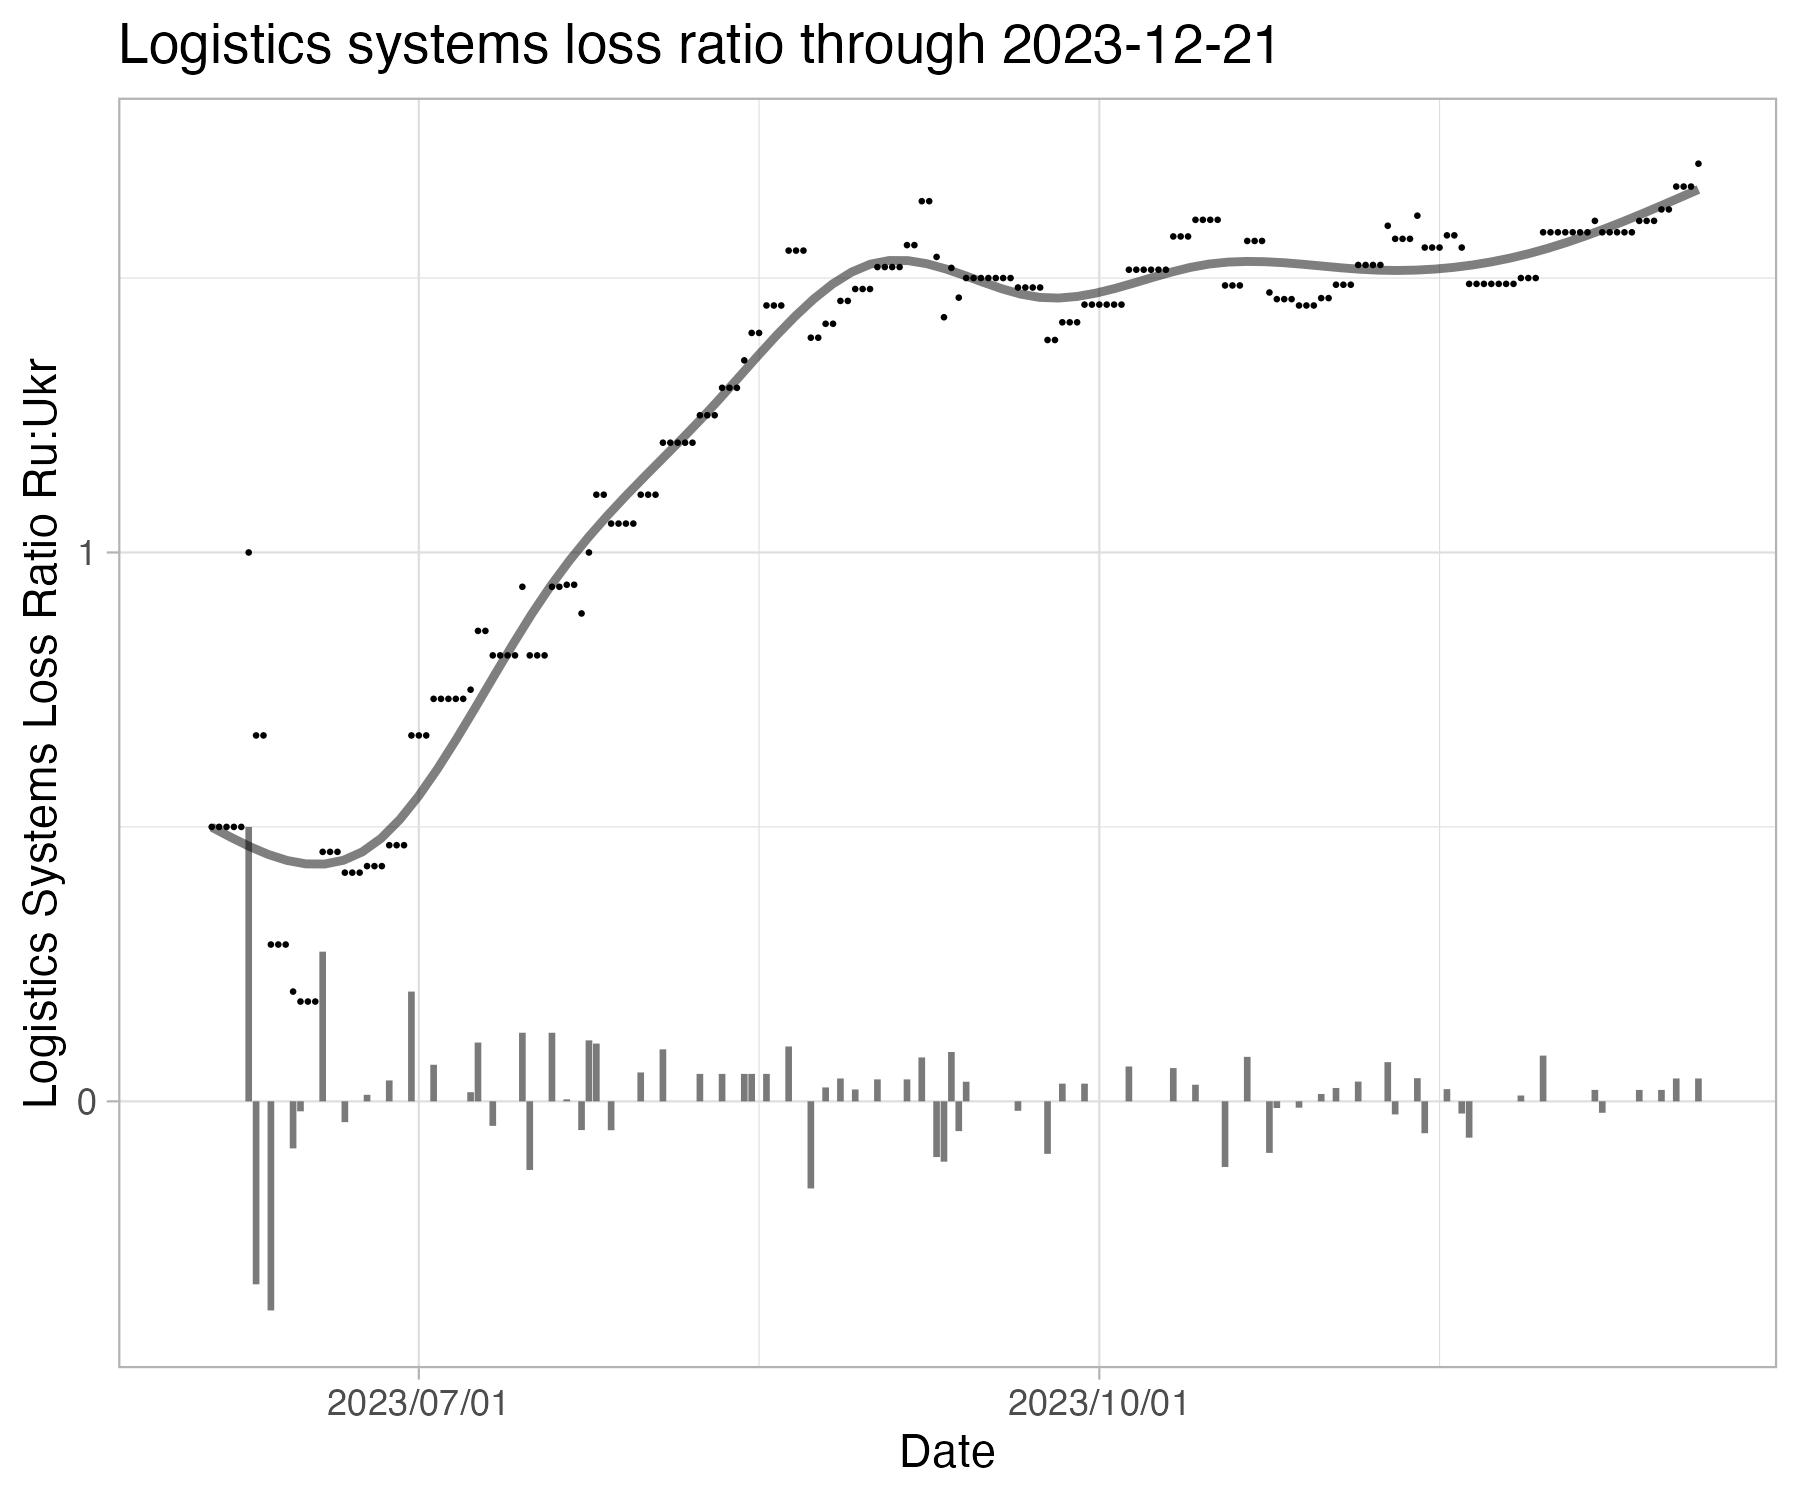 Logistics systems loss ratio through 2023-12-21
Logistics Systems Loss Ratio Ru:Ukr
1
0
2023/07/01
2023/10/01
Date